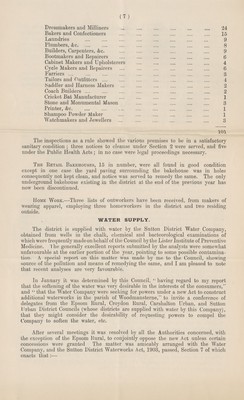 ( 7 )
Dressmakers and Milliners ... 24
Bakers and Confectioners ... 15
Laundries ... 9
Plumbers, &c. ... 8
Builders, Carpenters, &c. ... 9
Bootmakers and Repairers ... 6
Cabinet Makers and Upholsterers ... 4
Cycle Makers and Repairers ... 6
Farriers ... 5
Tailors and Outfitters ... 4
Saddler and Harness Makers ... 2
Coach Builders ... 2
Cricket Bat Manufacturer ... 1
Stone and Monumental Mason ... 3
Printer, &c. ... 1
Shampoo Powder Maker ... 1
Watchmakers and Jewellers ... 3
The inspections as a rule showed the various premises to be in a satisfactory
sanitary condition; three notices to cleanse under Section 2 were served, and five
under the Public Health Acts; in no case were legal proceedings necessary.
The Retail Bakehouses, 15 in number, were all found in good condition
except in one case the yard paving surrounding the bakehouse was in holes
consequently not kept clean, and notice was served to remedy the same. The only
underground bakehouse existing in the district at the end of the previous year has
now been discontinued.
Home Work.—Three lists of outworkers have been received, from makers of
wearing apparel, employing three homeworkers in the district and two residing
outside.
WATER SUPPLY.
The district is supplied with water by the Sutton District Water Company,
obtained from wells in the chalk, chemical and bacteriological examinations of
which were frequently made on behalf of the Council by the Lister Institute of Preventive
Medicine. The generally excellent reports submitted by the analysts were somewhat
unfavourable in the earlier portion of the year, pointing to some possible contamina-
tion. A special report on this matter was made by me to the Council, showing
source of the pollution and means of remedying the same, and I am pleased to note
that recent analyses are very favourable.
In January it was determined by this Council, "having regard to my report
that the softening of the water was very desirable in the interests of the consumers,"
and "that the Water Company were seeking for powers under a new Act to construct
additional waterworks in the parish of Woodmansterne," to invite a conference of
delegates from the Epsom Rural, Croydon Rural, Carshalton Urban, and Sutton
Urban District Councils (whose districts are supplied with water by this Company),
that they might consider the desirability of requesting powers to compel the
Company to soften the water, etc.
After several meetings it was resolved by all the Authorities concerned, with
the exception of the Epsom Rural, to conjointly oppose the new Act unless certain
concessions were granted. The matter was amicably arranged with the Water
Company, and the Sutton District Waterworks Act, 1903, passed, Section 7 of which
enacts that :—